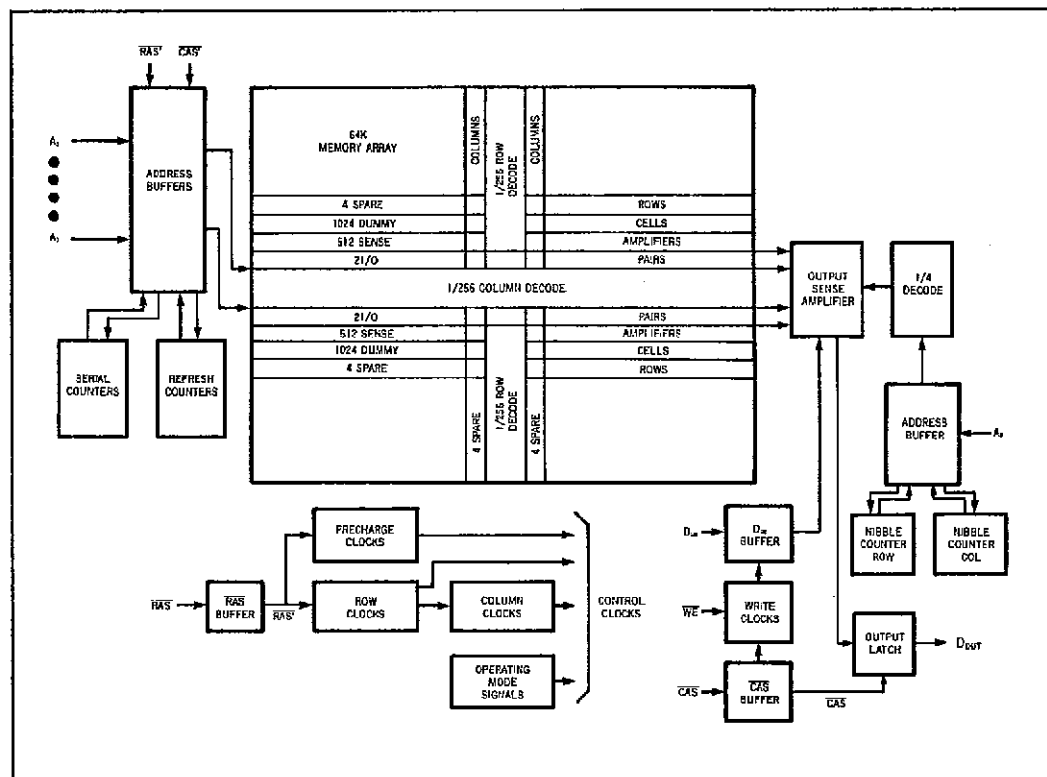 RAS' CAS'
ADDRESS
BUFFERS
SERIAL
COUNTERS
REFRESH
COUNTERS
64K
MEMORY ARRAY
COLUMNS
1/256 ROW
DECODE
COLUMNS
4 SPARE ROWS
1024 DUMMY CELLS
512 SENSE AMPLIFIERS
2 I/O PAIRS
1/256 COLUMN DECODE
2 I/O PAIRS
512 SENSE AMPLIFIERS
1024 DUMMY CELLS
4 SPARE ROWS
4 SPARE
1/256 ROW
DECODE
4 SPARE
OUTPUT
SENSE
AMPLIFIER
1/4
DECODE
ADDRESS
BUFFER
NIBBLE
COUNTER
ROW
NIBBLE
COUNTER
COL
PRECHARGE
CLOCKS
RAS
RAS
BUFFER
RAS'
ROW
CLOCKS
COLUMN
CLOCKS
OPERATING
MODE
SIGNALS
CONTROL
CLOCKS
DIN
DIN
BUFFER
WE
WRITE
CLOCKS
CAS
CAS
BUFFER
CAS
OUTPUT
LATCH
DOUT